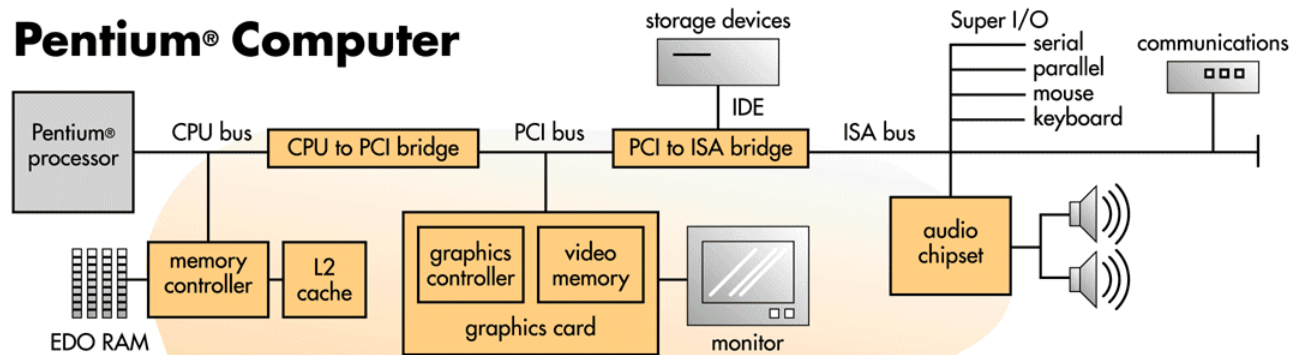 Pentium® Computer
storage devices
Super I/O
serial
parallel
mouse
keyboard
communications
IDE
Pentium®
processor
CPU bus
CPU to PCI bridge
PCI bus
PCI to ISA bridge
ISA bus
memory
controller
L2
cache
EDO RAM
graphics
controller
video
memory
graphics card
monitor
audio
chipset